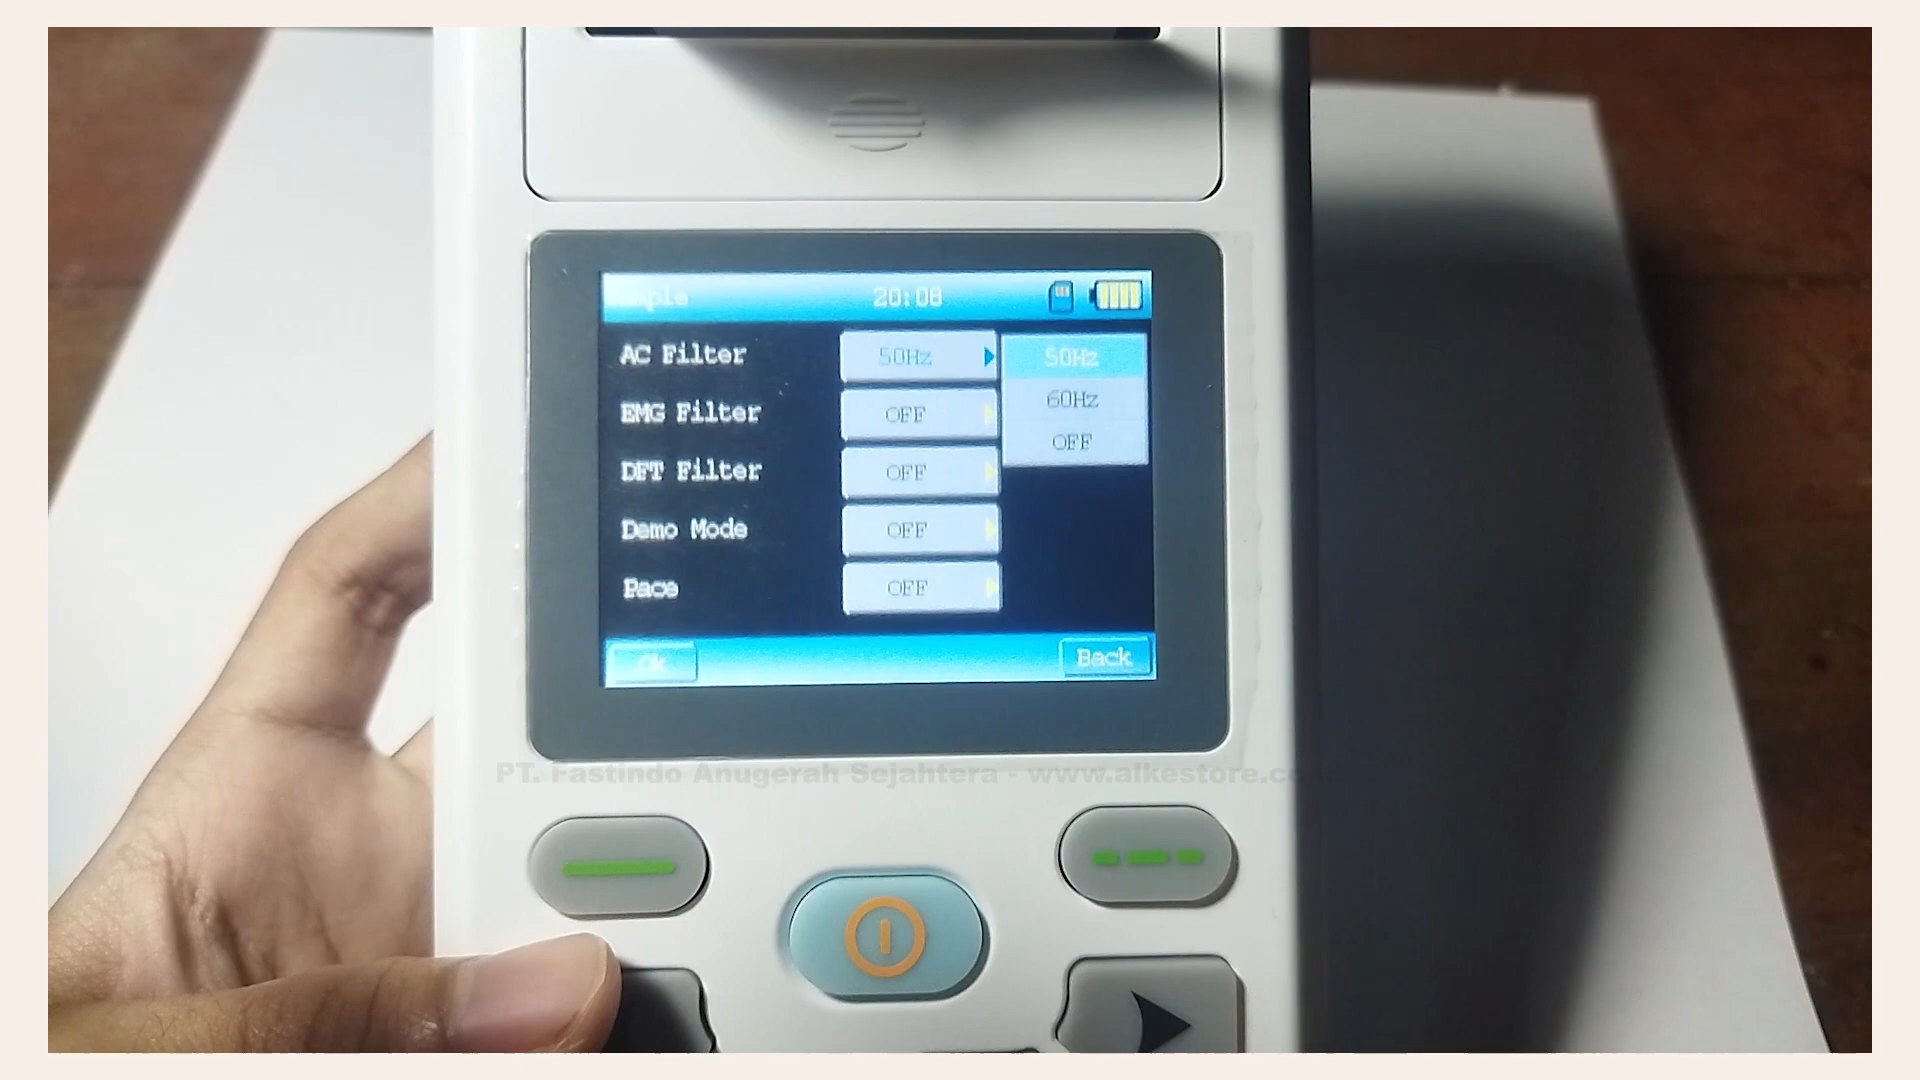 Sample 20:08
AC Filter 50Hz 50Hz
60Hz
EMG Filter OFF
OFF
DFT Filter OFF
Demo Mode OFF
Pace OFF
Ok Back
PT. Fastindo Anugerah Sejahtera - www.alkestore.co